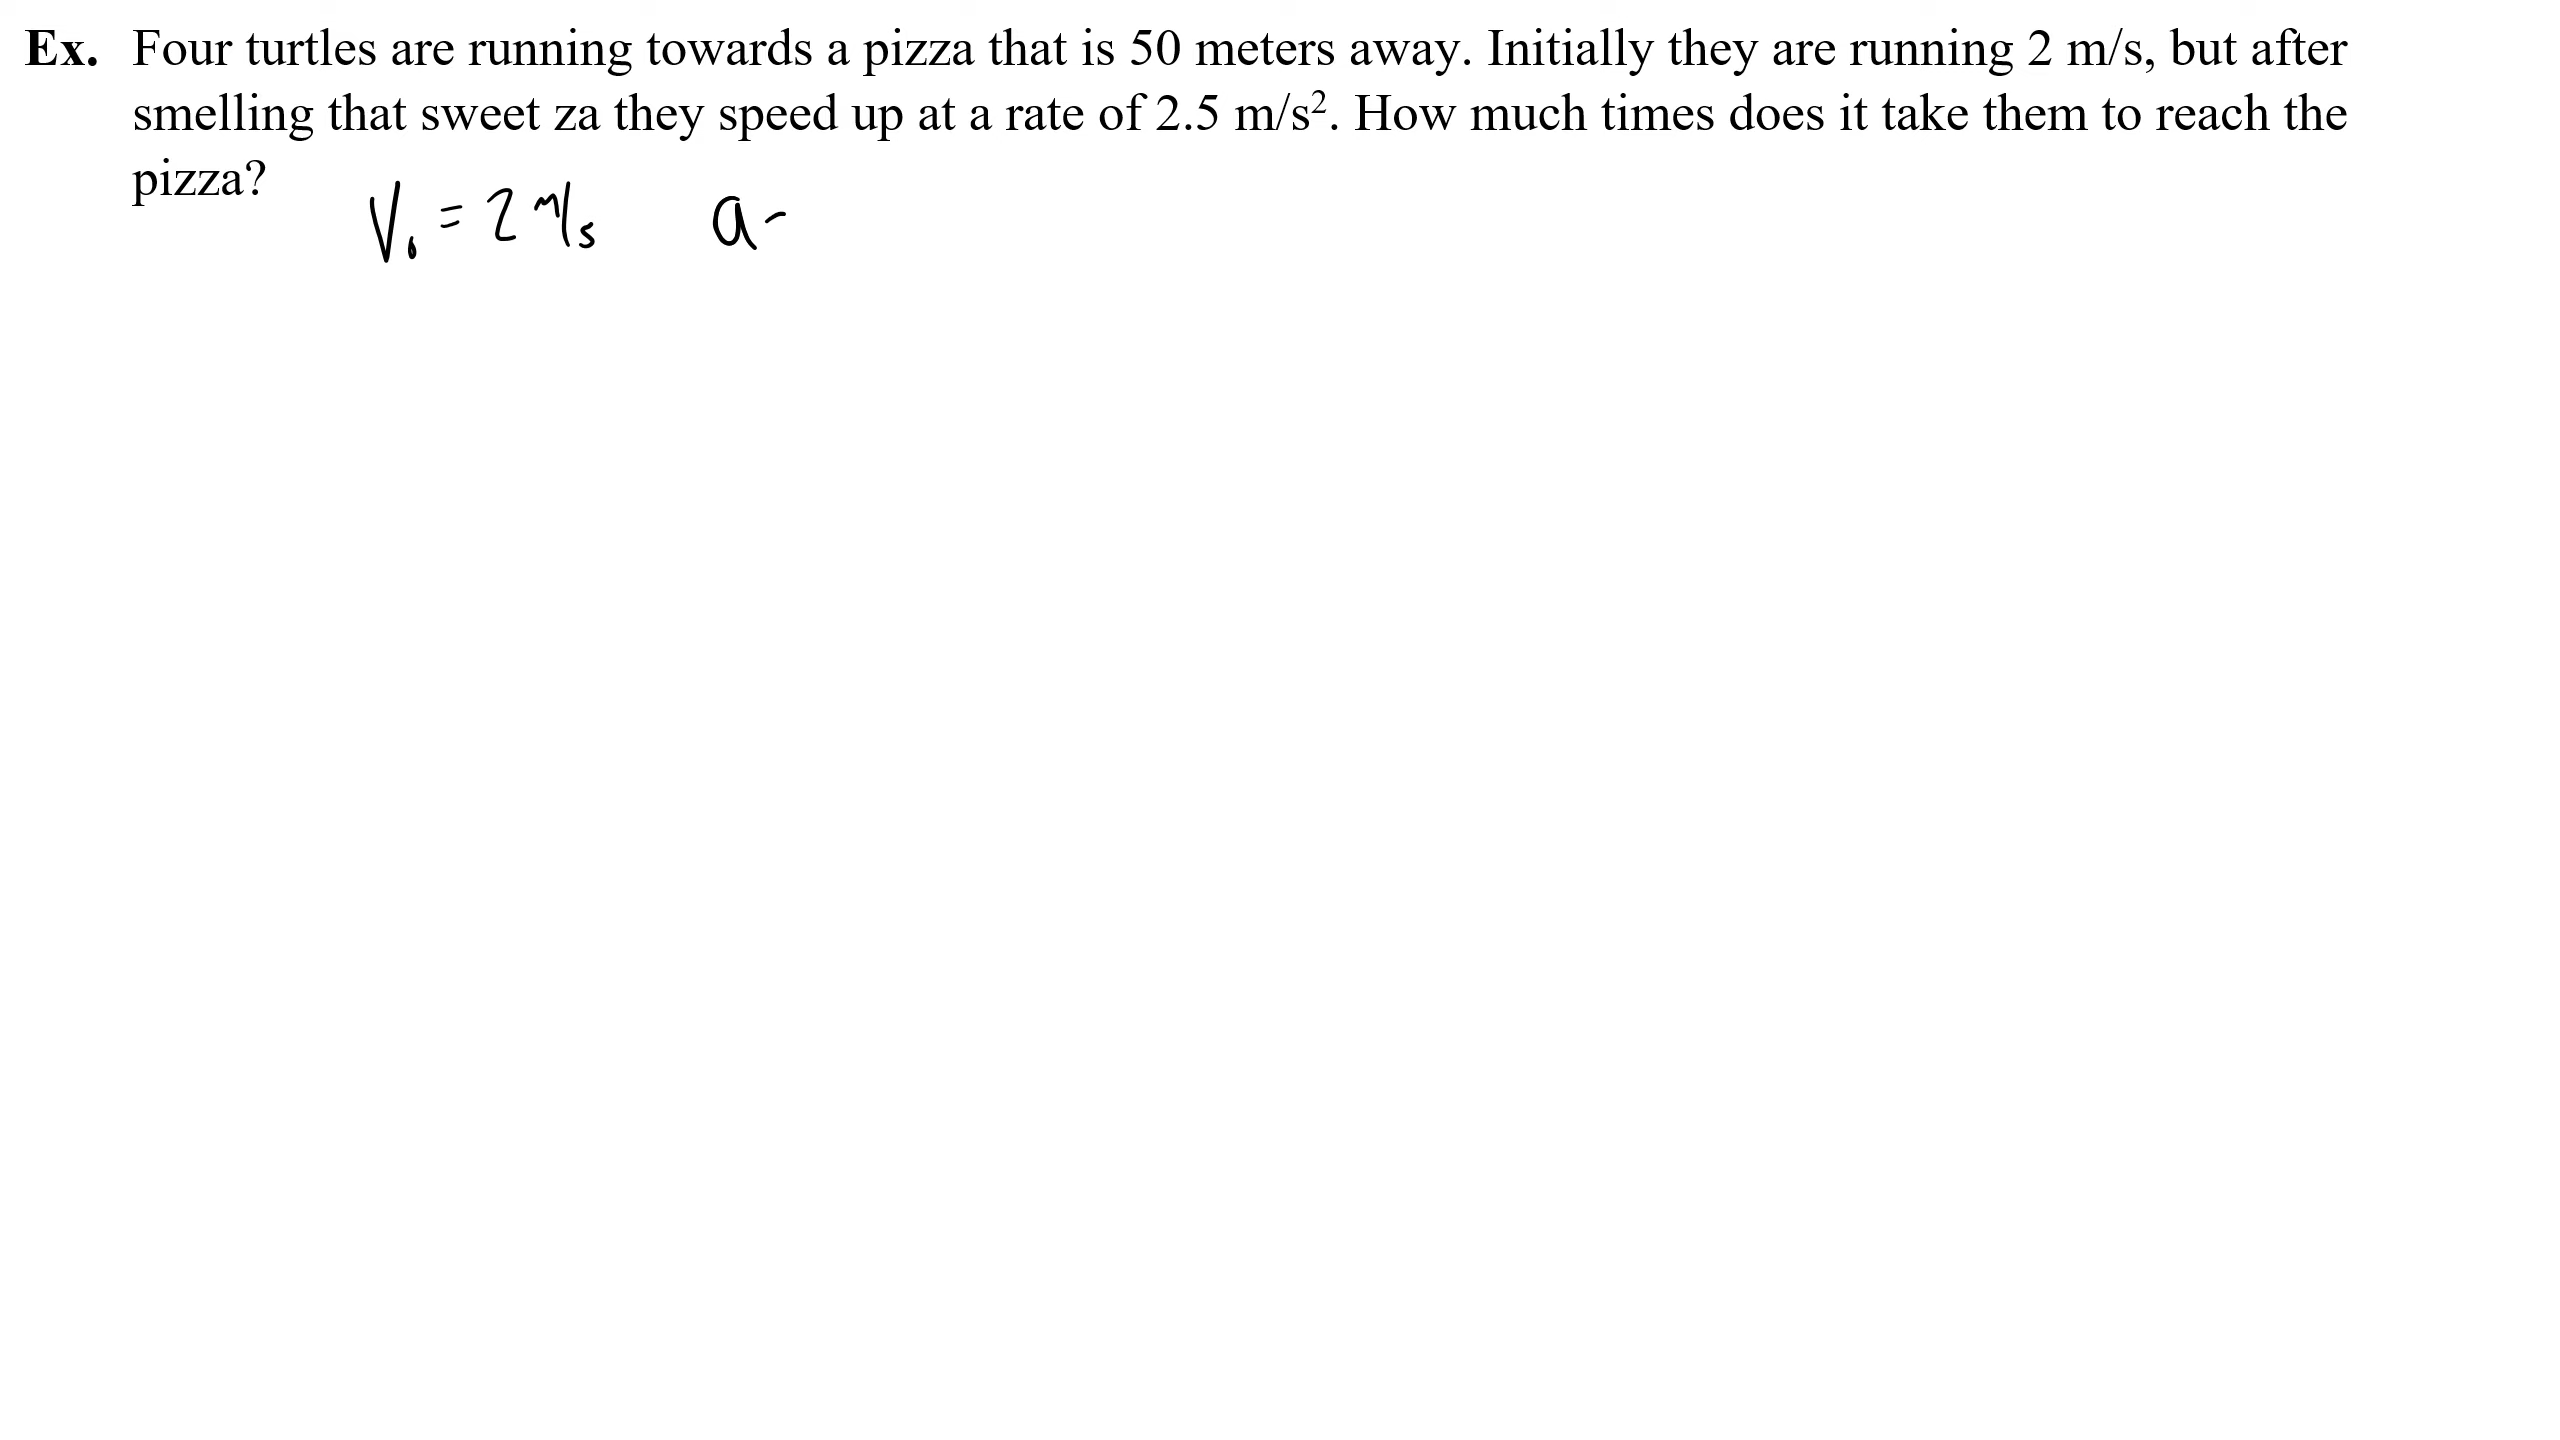 Ex. Four turtles are running towards a pizza that is 50 meters away. Initially they are running 2 m/s, but after
smelling that sweet za they speed up at a rate of 2.5 m/s². How much times does it take them to reach the
pizza?
V₀ = 2 m/s a -